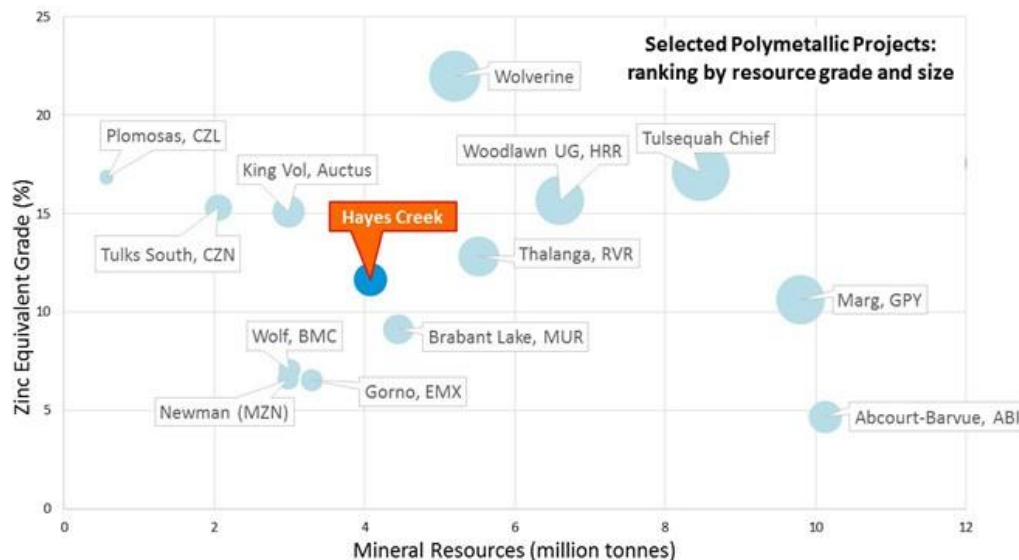 Selected Polymetallic Projects:
ranking by resource grade and size
Zinc Equivalent Grade (%)
25
20
15
10
5
0
Wolverine
Plomosas, CZL
Tulsequah Chief
Woodlawn UG, HRR
King Vol, Auctus
Hayes Creek
Tulks South, CZN
Thalanga, RVR
Marg, GPY
Wolf, BMC
Brabant Lake, MUR
Gorno, EMX
Newman (MZN)
Abcourt-Barvue, ABI
0
2
4
6
8
10
12
Mineral Resources (million tonnes)